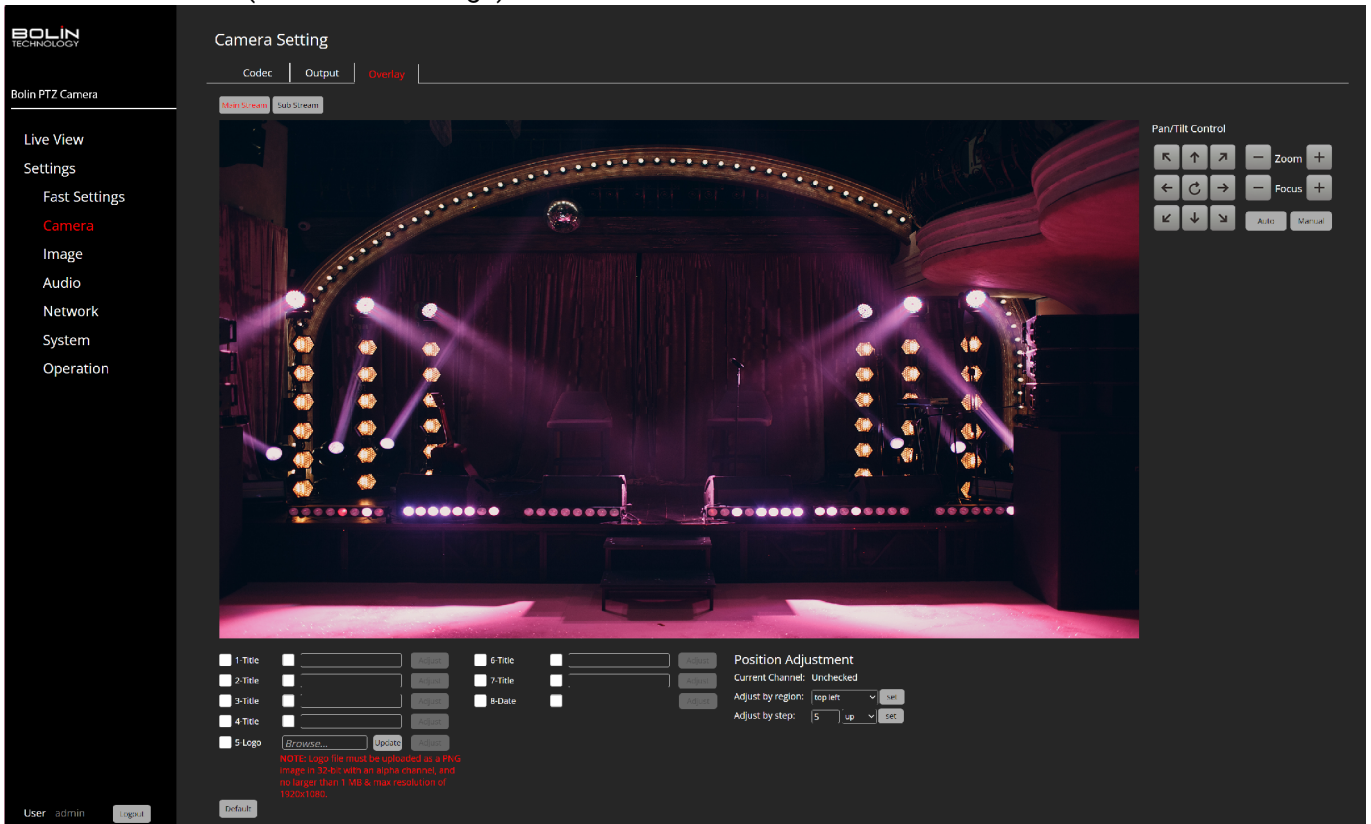 BOLIN
TECHNOLOGY
Camera Setting
Codec Output Overlay
Bolin PTZ Camera
Main Stream Sub Stream
Live View
Settings
Fast Settings
Camera
Image
Audio
Network
System
Operation
Pan/Tilt Control
Zoom
Focus
Auto Manual
1-Title Adjust 6-Title Adjust
2-Title Adjust 7-Title Adjust
3-Title Adjust 8-Date Adjust
4-Title Adjust
5-Logo Browse... Update Adjust
NOTE: Logo file must be uploaded as a PNG
image in 32-bit with an alpha channel, and
no larger than 1 MB & max resolution of
1920x1080.
Position Adjustment
Current Channel: Unchecked
Adjust by region: top left set
Adjust by step: 5 up set
Default
User admin Logout